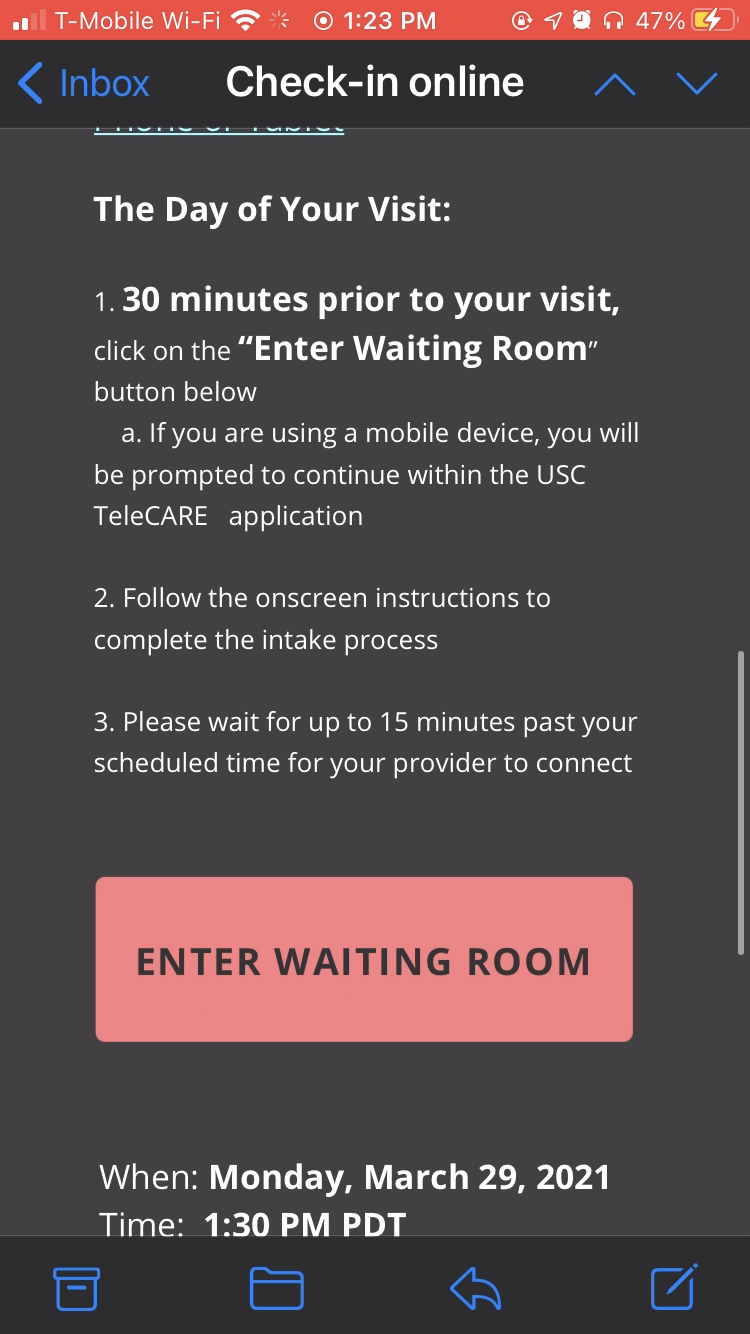 T-Mobile Wi-Fi 1:23 PM 47%
Inbox Check-in online
The Day of Your Visit:
1. 30 minutes prior to your visit,
click on the “Enter Waiting Room”
button below
a. If you are using a mobile device, you will
be prompted to continue within the USC
TeleCARE application
2. Follow the onscreen instructions to
complete the intake process
3. Please wait for up to 15 minutes past your
scheduled time for your provider to connect
ENTER WAITING ROOM
When: Monday, March 29, 2021
Time: 1:30 PM PDT